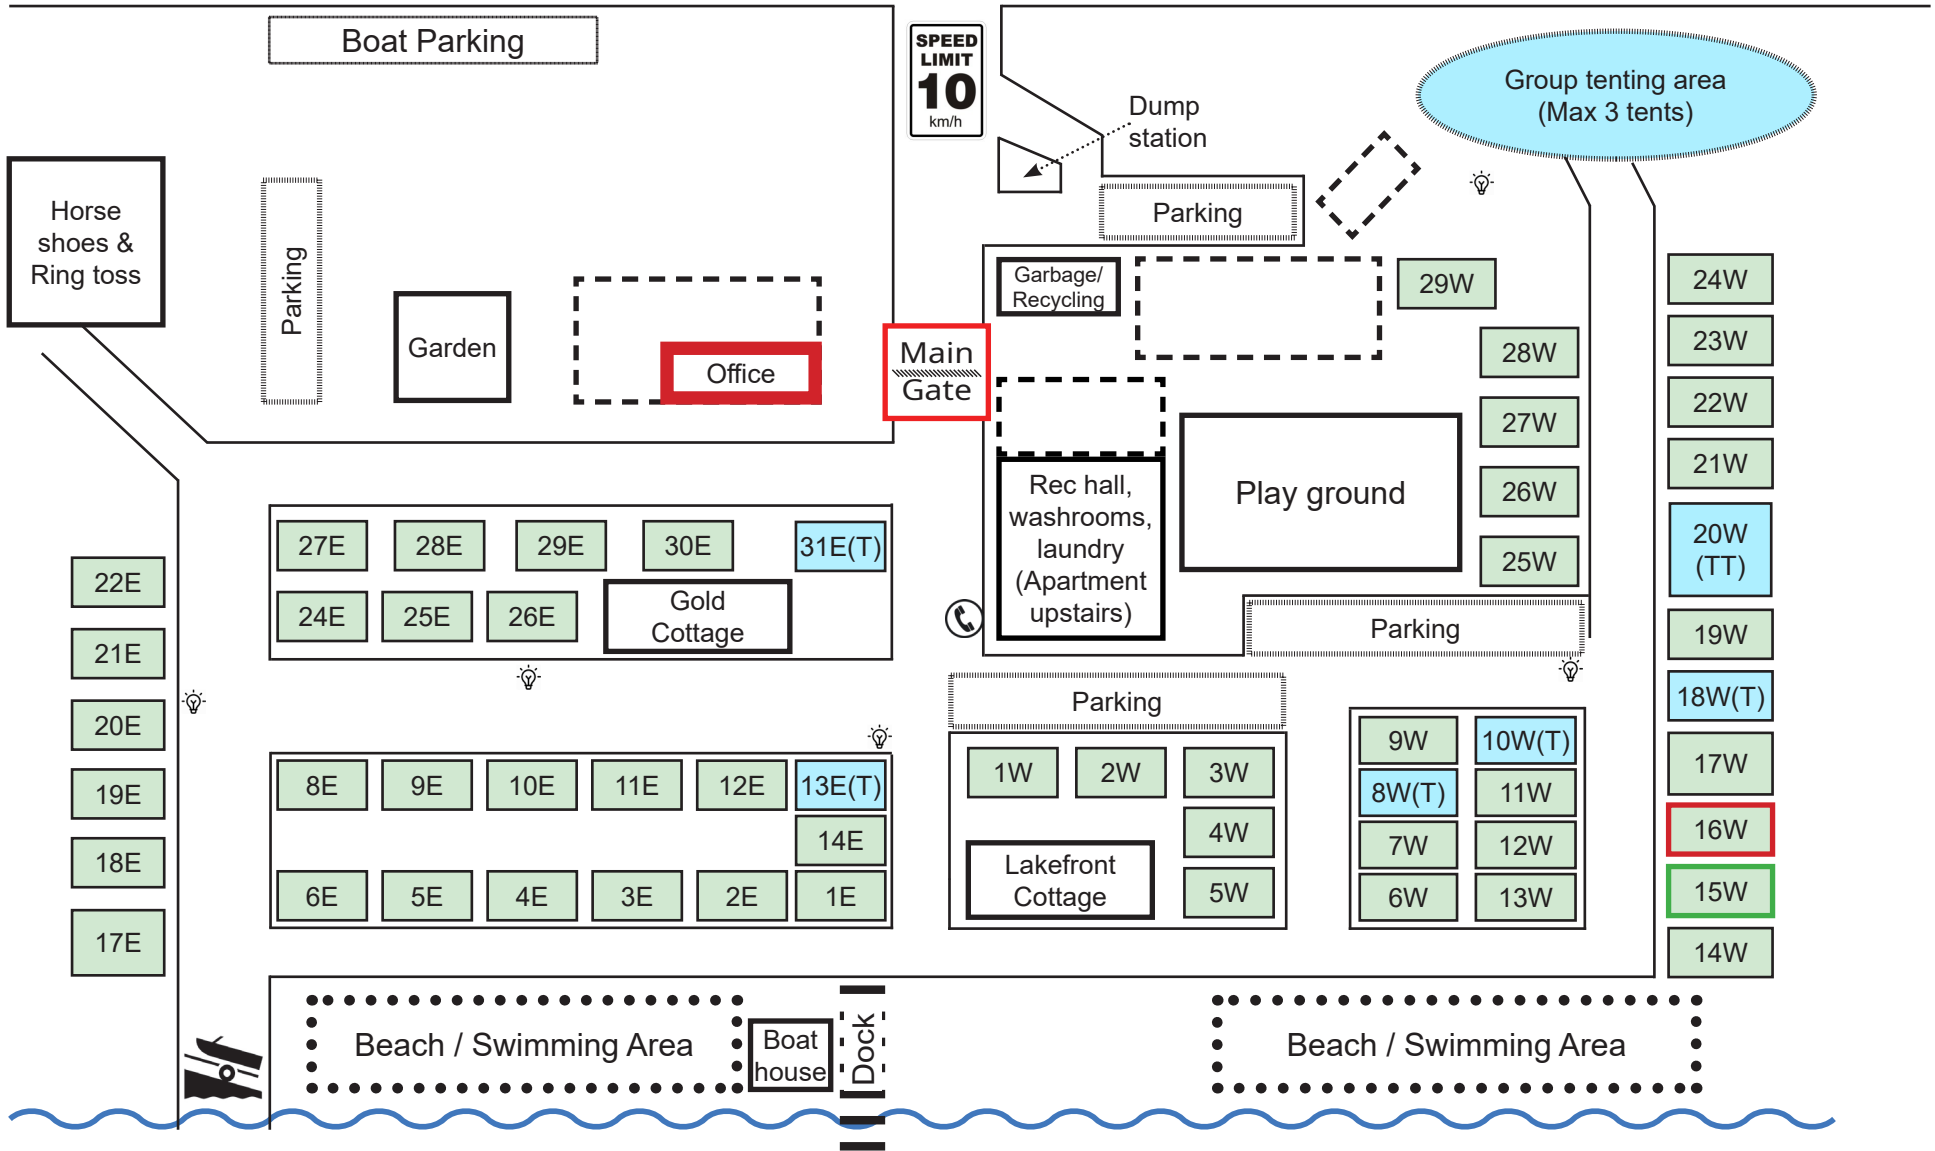 Boat Parking
SPEED
LIMIT
10
km/h
Group tenting area
(Max 3 tents)
Dump
station
Horse
shoes &
Ring toss
Parking
Parking
Garden
Office
Main
Gate
Garbage/
Recycling
29W
24W
28W
23W
27W
22W
26W
21W
25W
20W
(TT)
Rec hall,
washrooms,
laundry
(Apartment
upstairs)
Play ground
Parking
27E
28E
29E
30E
31E(T)
24E
25E
26E
Gold
Cottage
22E
21E
20E
19E
18E
17E
19W
18W(T)
17W
16W
15W
14W
Parking
8E
9E
10E
11E
12E
13E(T)
14E
6E
5E
4E
3E
2E
1E
1W
2W
3W
4W
5W
Lakefront
Cottage
9W
10W(T)
8W(T)
11W
7W
12W
6W
13W
Beach / Swimming Area
Boat
house
Dock
Beach / Swimming Area